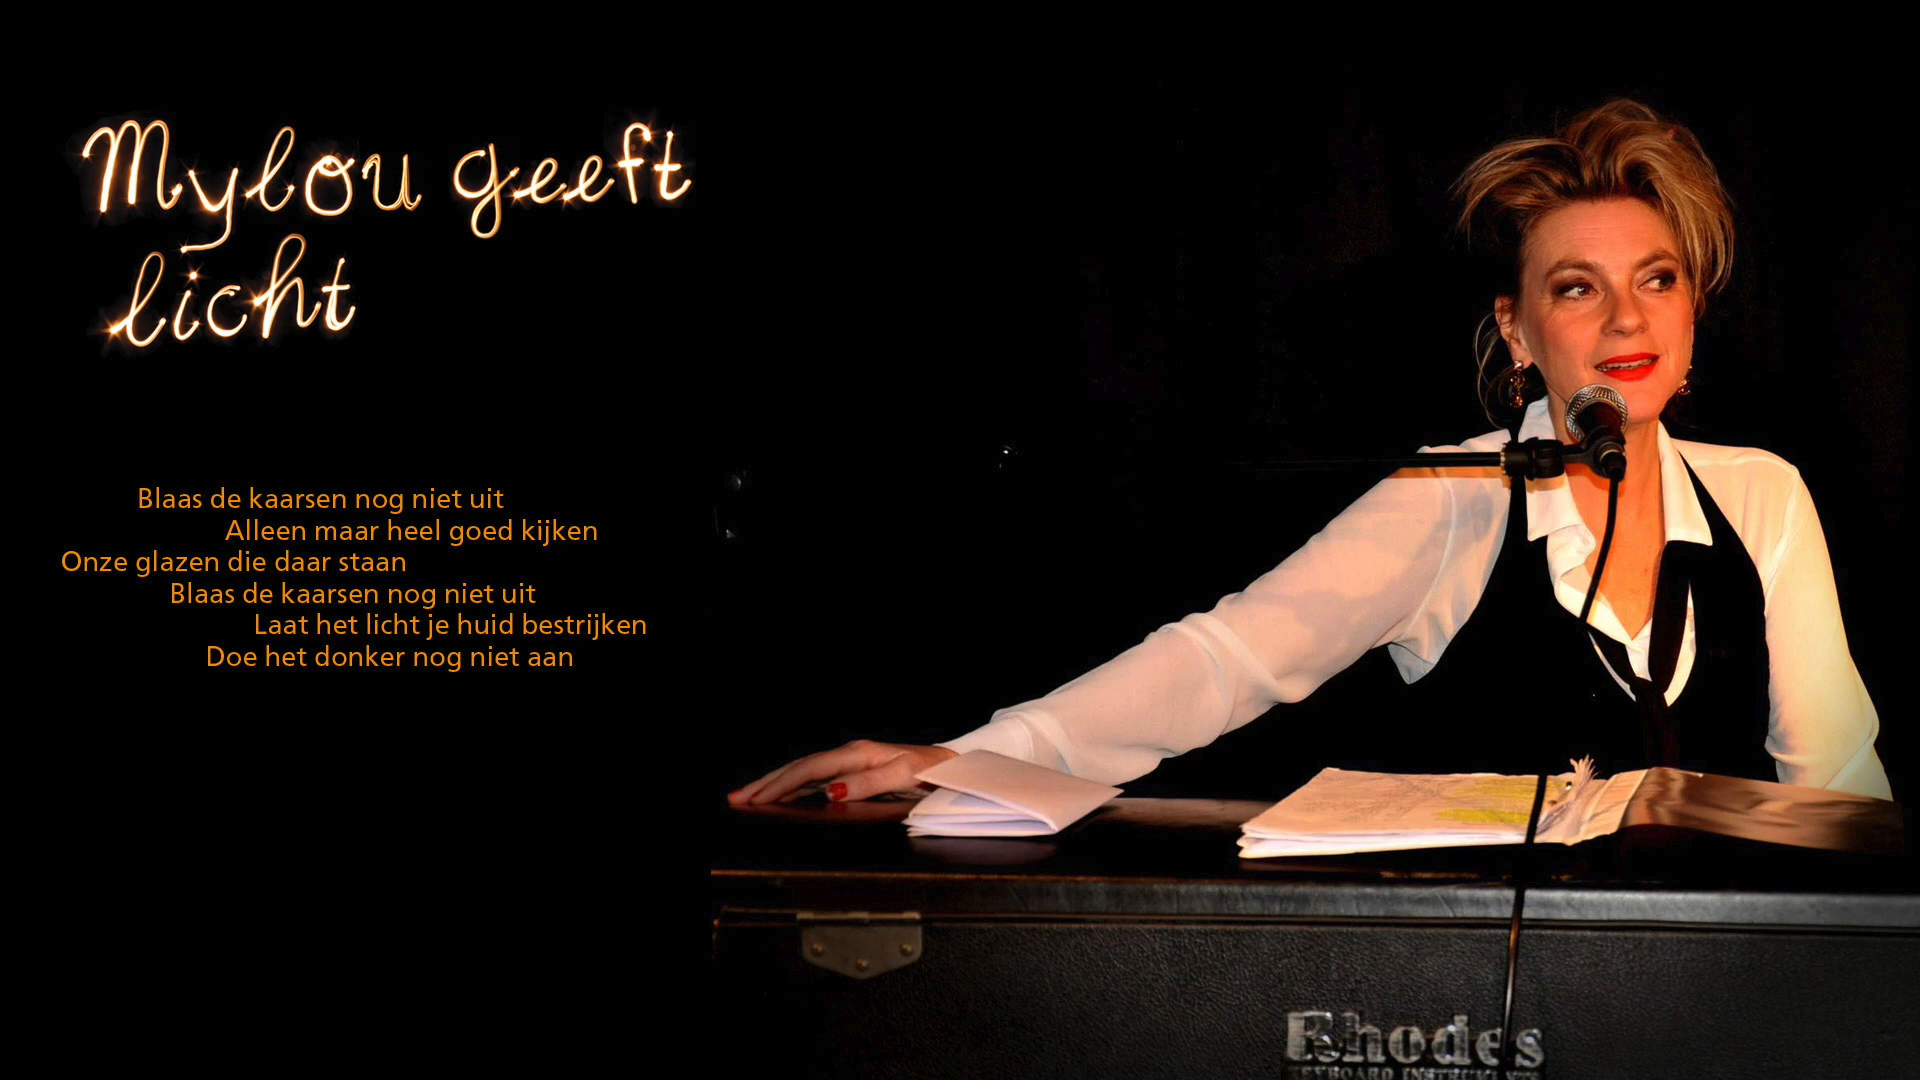 Mylou geeft
licht
Blaas de kaarsen nog niet uit
Alleen maar heel goed kijken
Onze glazen die daar staan
Blaas de kaarsen nog niet uit
Laat het licht je huid bestrijken
Doe het donker nog niet aan
Rhodes
KEYBOARD INSTRUMENTS